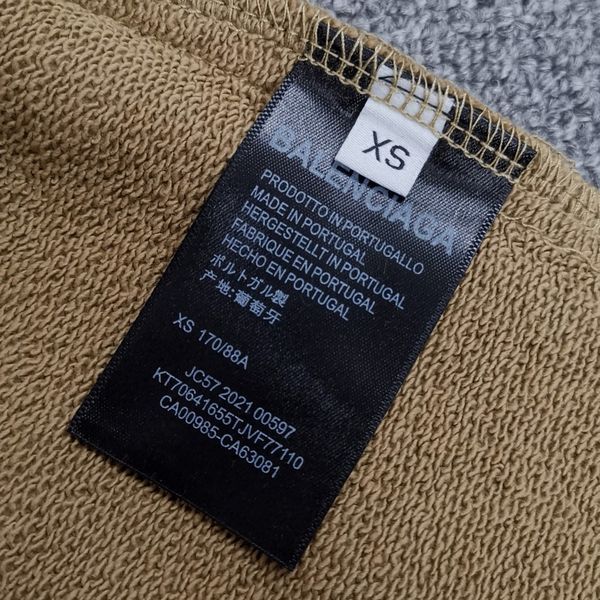 XS
BALENCIAGA
PRODOTTO IN PORTUGALLO
MADE IN PORTUGAL
HERGESTELLT IN PORTUGAL
FABRIQUE EN PORTUGAL
HECHO EN PORTUGAL
ポルトガル製
产地:葡萄牙
XS 170/88A
JC57 2021 00597
KT70641655TJVF77110
CA00985-CA63081